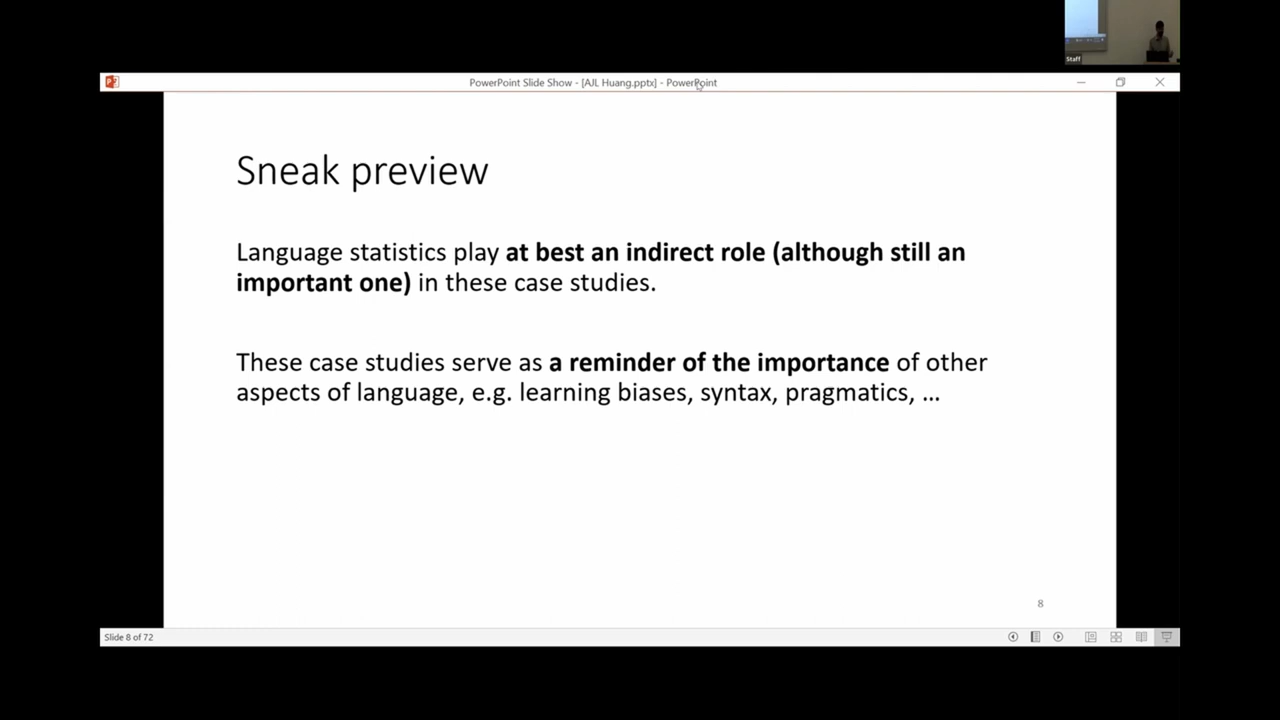 Staff
PowerPoint Slide Show - [AJL Huang.pptx] - PowerPoint
Sneak preview
Language statistics play at best an indirect role (although still an
important one) in these case studies.
These case studies serve as a reminder of the importance of other
aspects of language, e.g. learning biases, syntax, pragmatics, ...
8
Slide 8 of 72